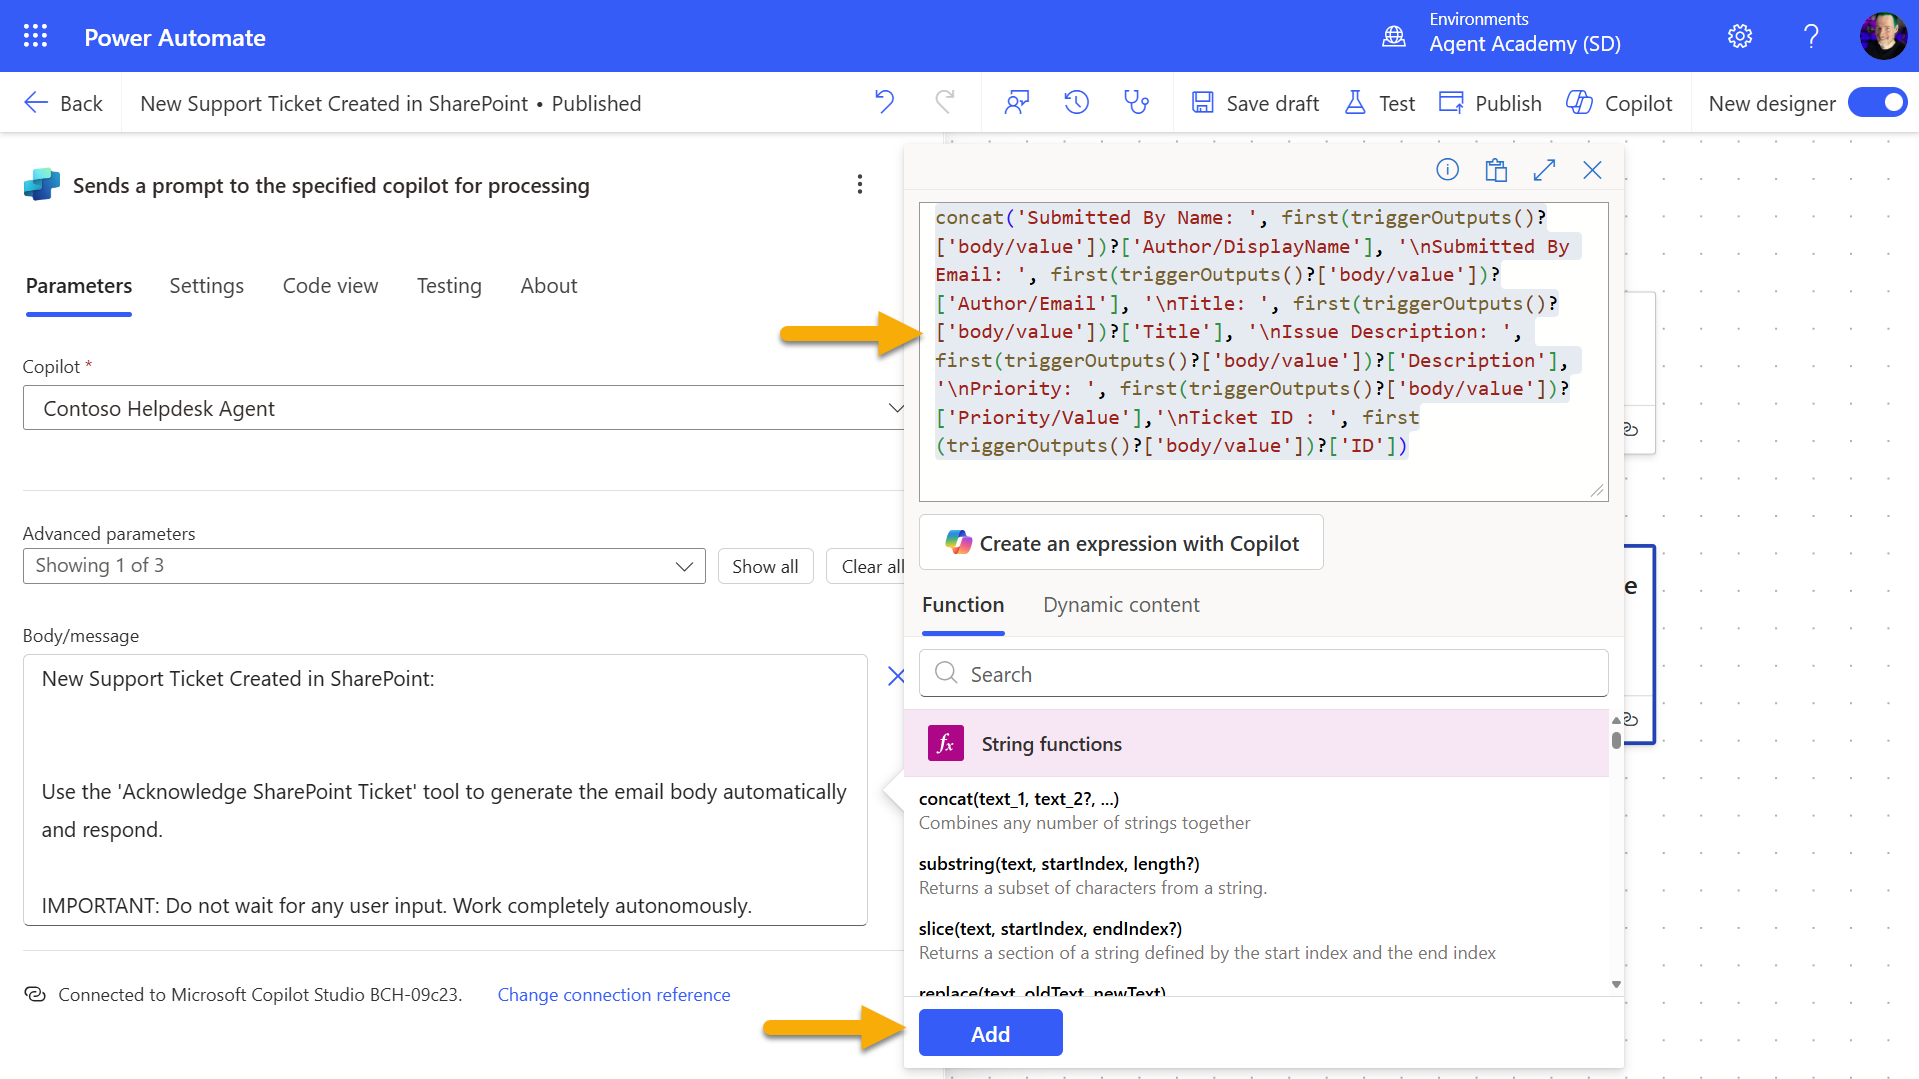 Power Automate
Environments
Agent Academy (SD)
Back
New Support Ticket Created in SharePoint • Published
Save draft
Test
Publish
Copilot
New designer
Sends a prompt to the specified copilot for processing
Parameters
Settings
Code view
Testing
About
Copilot *
Contoso Helpdesk Agent
Advanced parameters
Showing 1 of 3
Show all
Clear all
Body/message
New Support Ticket Created in SharePoint:
Use the 'Acknowledge SharePoint Ticket' tool to generate the email body automatically
and respond.
IMPORTANT: Do not wait for any user input. Work completely autonomously.
Connected to Microsoft Copilot Studio BCH-09c23.
Change connection reference
concat('Submitted By Name: ', first(triggerOutputs()?
['body/value'])?['Author/DisplayName'], '\nSubmitted By
Email: ', first(triggerOutputs()?['body/value'])?
['Author/Email'], '\nTitle: ', first(triggerOutputs()?
['body/value'])?['Title'], '\nIssue Description: ',
first(triggerOutputs()?['body/value'])?['Description'],
'\nPriority: ', first(triggerOutputs()?['body/value'])?
['Priority/Value'],'\nTicket ID : ', first
(triggerOutputs()?['body/value'])?['ID'])
Create an expression with Copilot
Function
Dynamic content
Search
fx
String functions
concat(text_1, text_2?, ...)
Combines any number of strings together
substring(text, startIndex, length?)
Returns a subset of characters from a string.
slice(text, startIndex, endIndex?)
Returns a section of a string defined by the start index and the end index
replace(text, oldText, newText)
Add
e